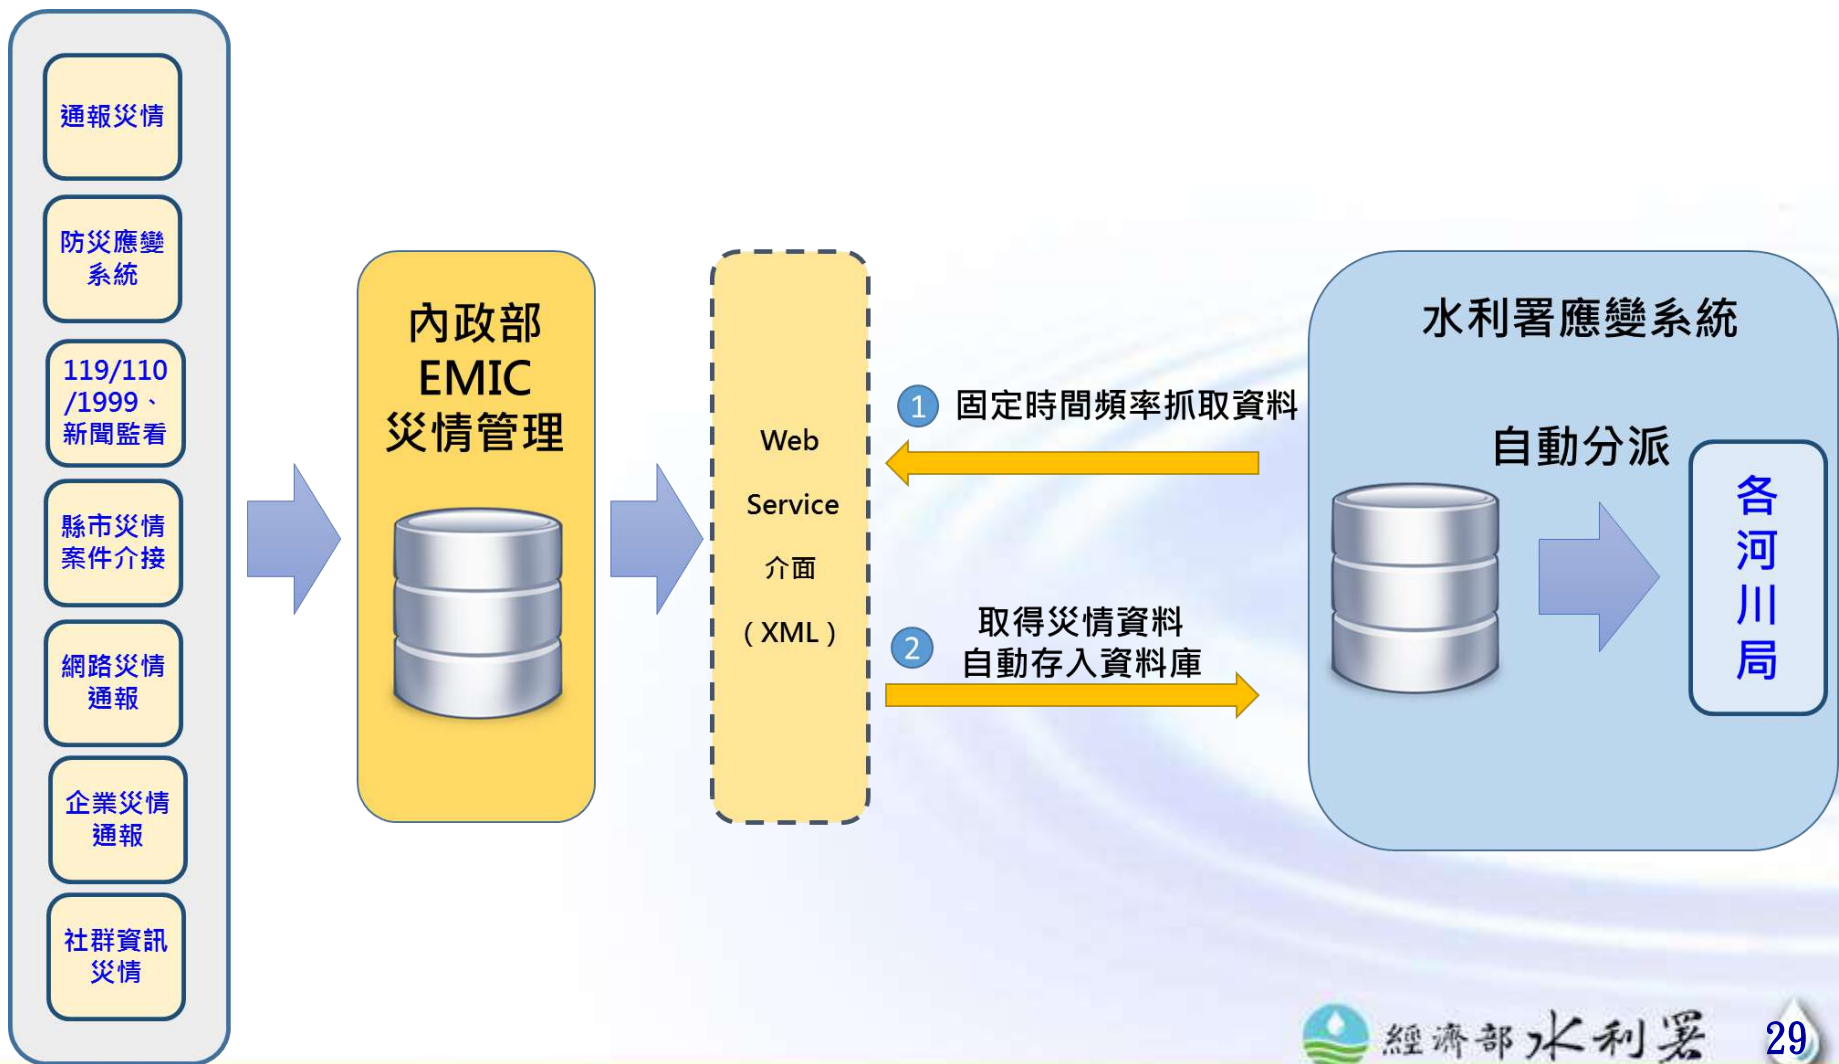 通報災情
防災應變
系統
119/110
/1999、
新聞監看
縣市災情
案件介接
網路災情
通報
企業災情
通報
社群資訊
災情
內政部
EMIC
災情管理
Web
Service
介面
(XML)
1 固定時間頻率抓取資料
2
取得災情資料
自動存入資料庫
水利署應變系統
自動分派
各
河
川
局
經濟部水利署
29